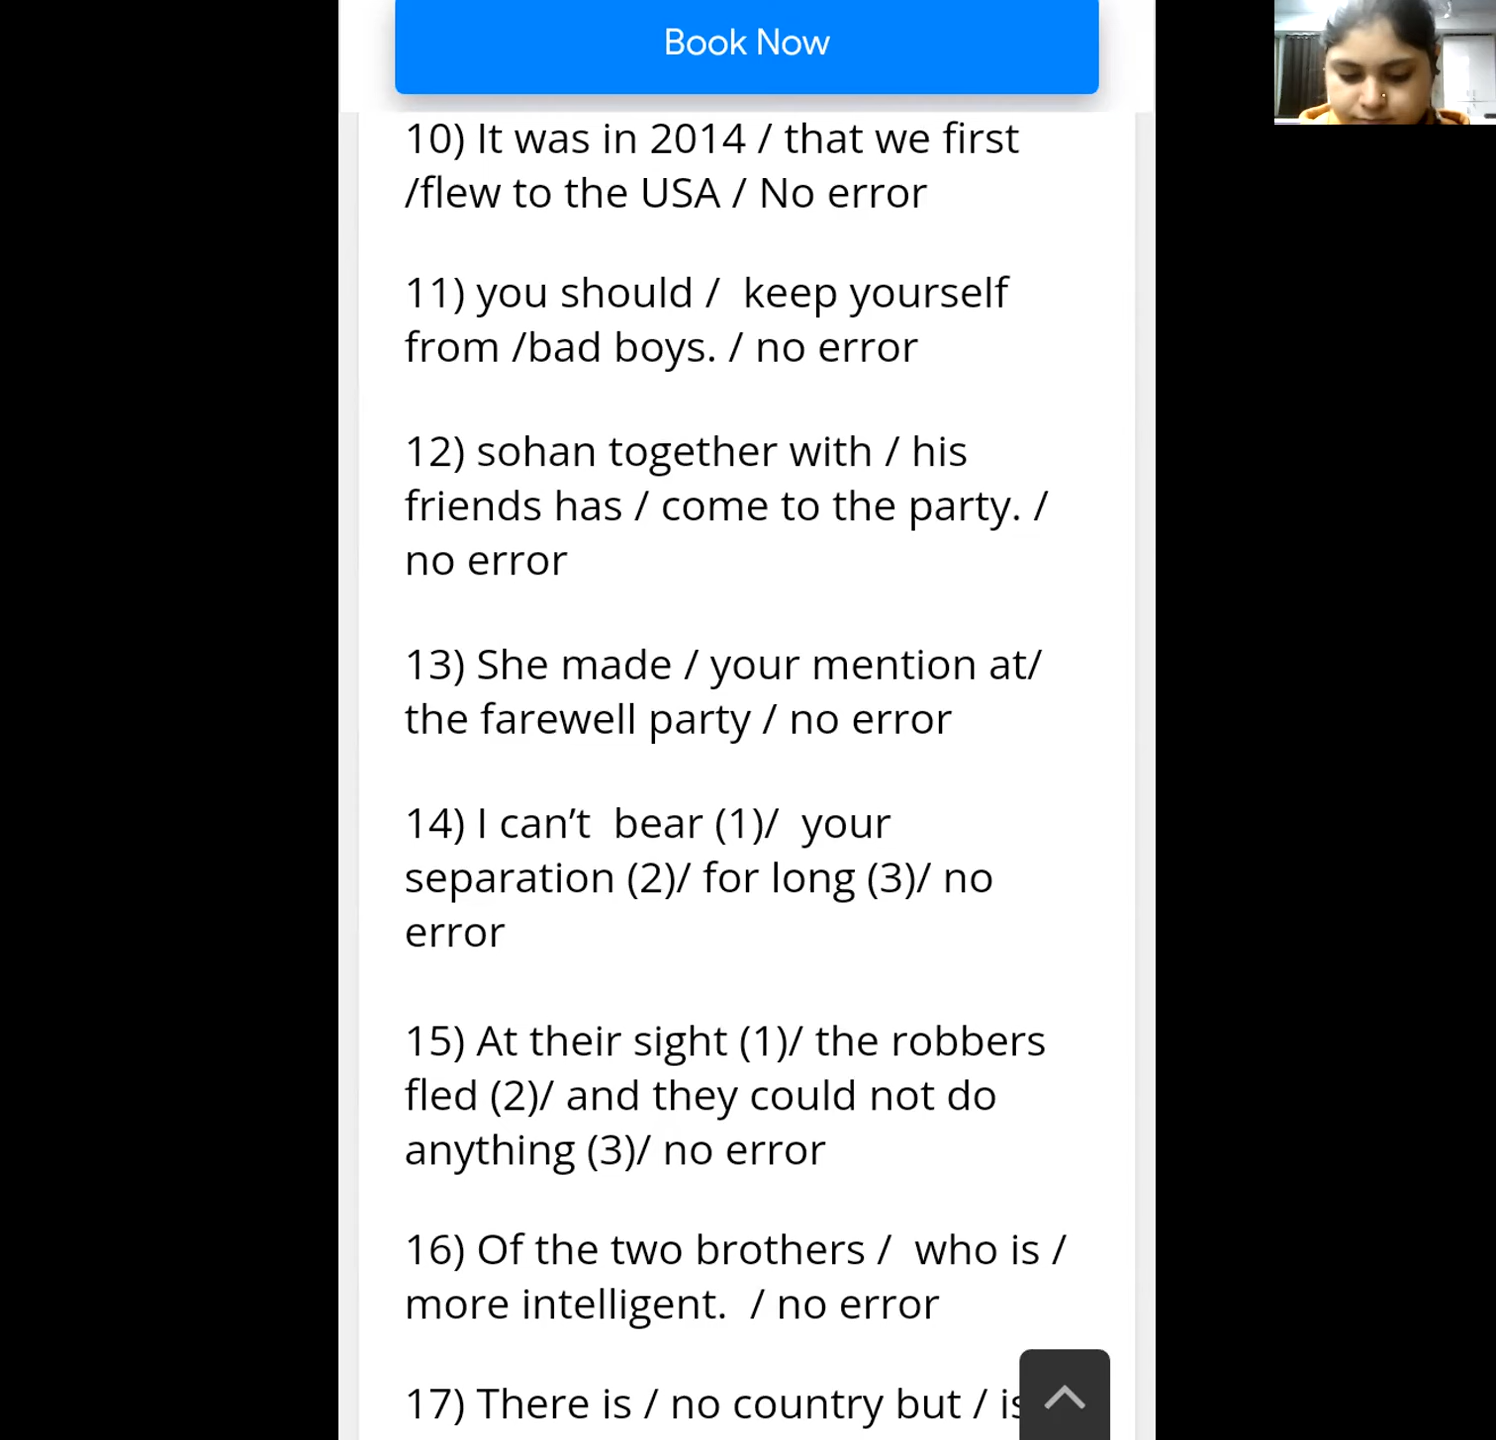 Book Now
10) It was in 2014 / that we first
/flew to the USA / No error
11) you should /  keep yourself
from /bad boys. / no error
12) sohan together with / his
friends has / come to the party. /
no error
13) She made / your mention at/
the farewell party / no error
14) I can’t  bear (1)/  your
separation (2)/ for long (3)/ no
error
15) At their sight (1)/ the robbers
fled (2)/ and they could not do
anything (3)/ no error
16) Of the two brothers /  who is /
more intelligent.  / no error
17) There is / no country but /